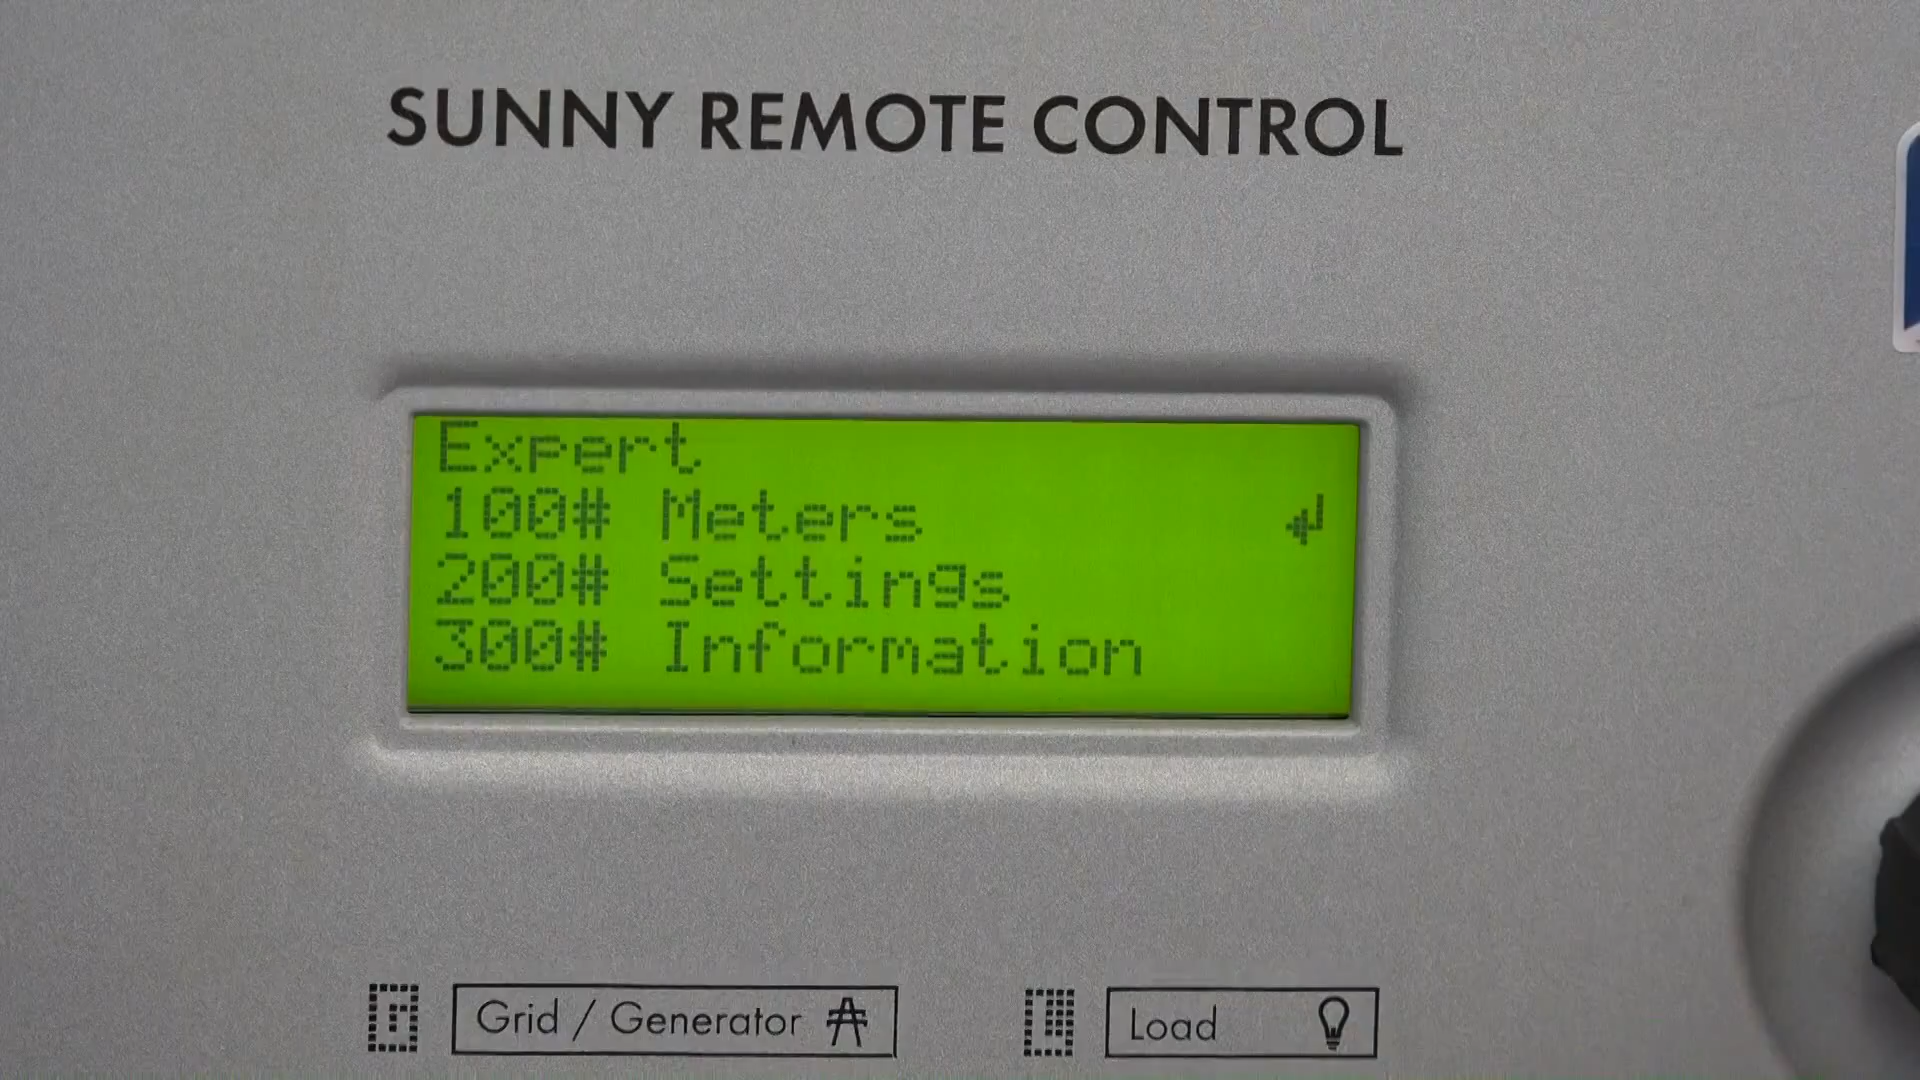 SUNNY REMOTE CONTROL
Expert
100# Meters ↵
200# Settings
300# Information
Grid / Generator
Load